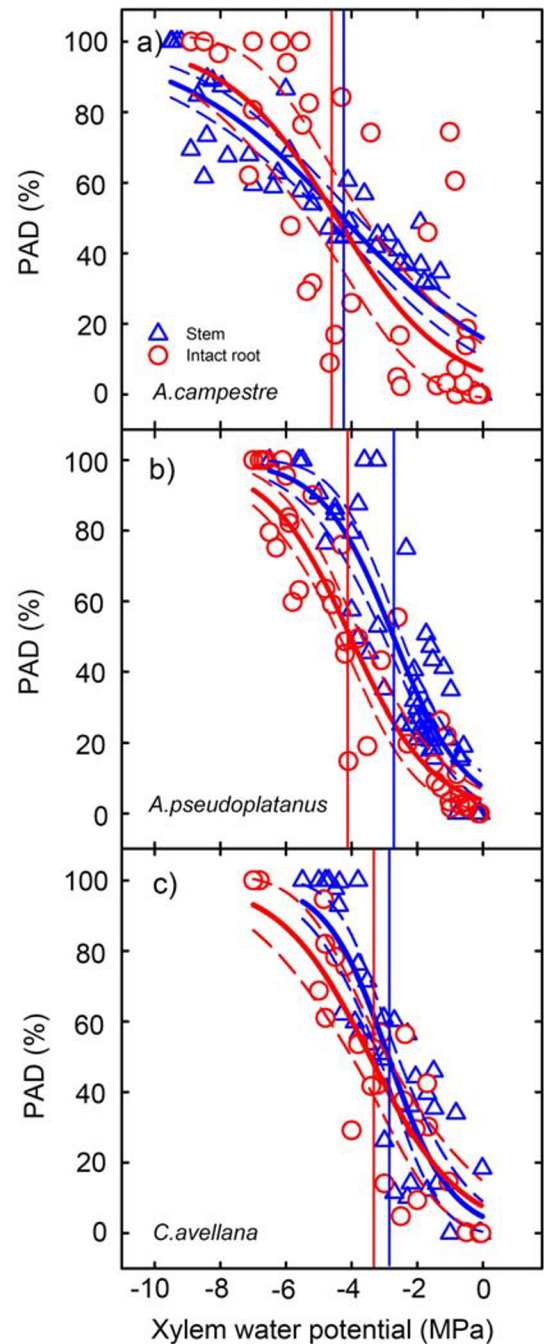 a)
100
80
60
40
20
0
PAD (%)
Stem
Intact root
A.campestre
b)
100
80
60
40
20
0
PAD (%)
A.pseudoplatanus
c)
100
80
60
40
20
0
PAD (%)
C.avellana
-10 -8 -6 -4 -2 0
Xylem water potential (MPa)